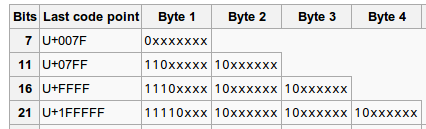 Bits Last code point Byte 1 Byte 2 Byte 3 Byte 4
7 U+007F 0xxxxxxx
11 U+07FF 110xxxxx 10xxxxxx
16 U+FFFF 1110xxxx 10xxxxxx 10xxxxxx
21 U+1FFFFF 11110xxx 10xxxxxx 10xxxxxx 10xxxxxx